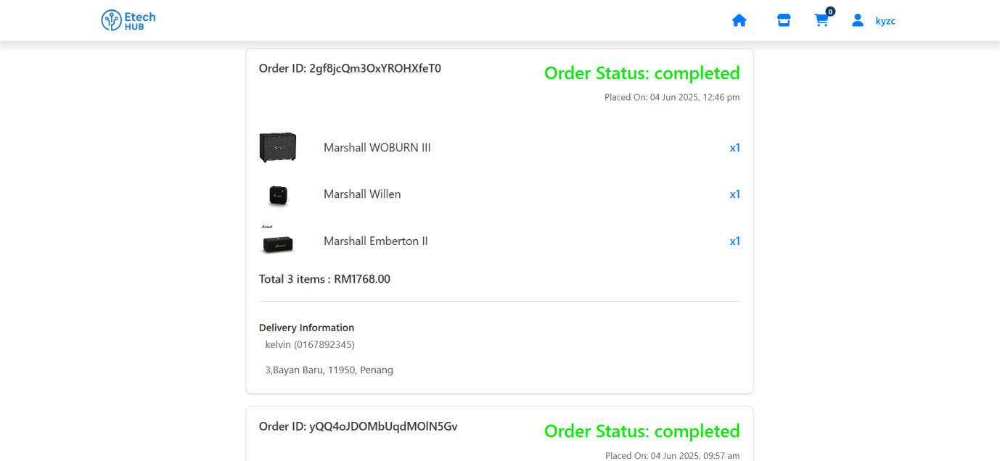 Etech
HUB
0
kyzc
Order ID: 2gf8jcQm3OxYROHXfeT0
Order Status: completed
Placed On: 04 Jun 2025, 12:46 pm
Marshall WOBURN III
x1
Marshall Willen
x1
Marshall
Marshall Emberton II
x1
Total 3 items : RM1768.00
Delivery Information
kelvin (0167892345)
3,Bayan Baru, 11950, Penang
Order ID: yQQ4oJDOMbUqdMOlN5Gv
Order Status: completed
Placed On: 04 Jun 2025, 09:57 am